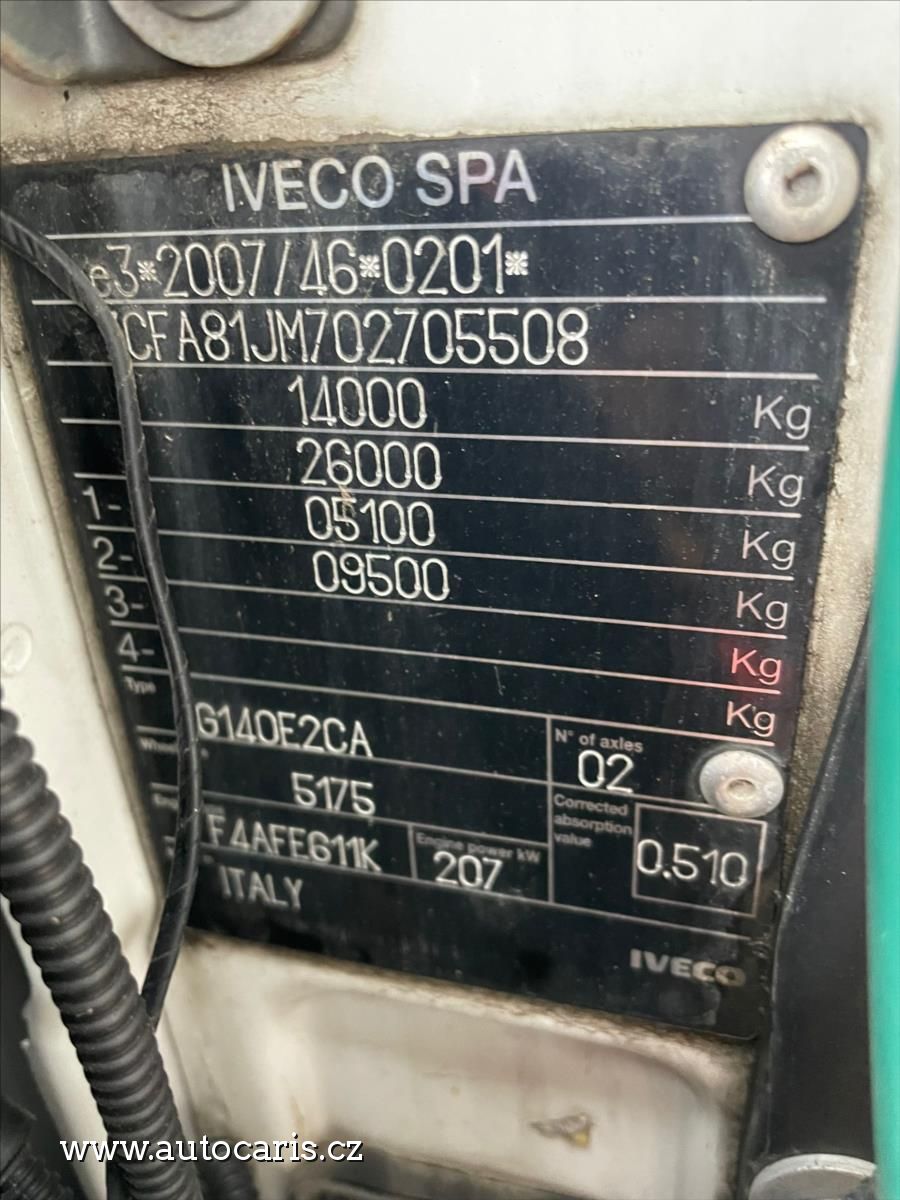 IVECO SPA
e3*2007/46*0201*
CFA81JM702705508
14000 Kg
26000 Kg
1- 05100 Kg
2- 09500 Kg
3- Kg
4- Kg
Type
G140E2CA
N° of axles
02
5175
Corrected absorption value
0.510
F4AFE611K
Engine power kW
207
ITALY
IVECO
www.autocaris.cz